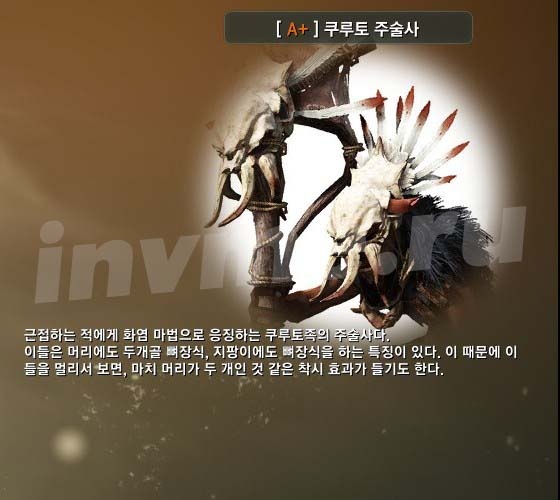 [ A+ ] 쿠루토 주술사
근접하는 적에게 화염 마법으로 응징하는 쿠루토족의 주술사다.
이들은 머리에도 두개골 뼈장식, 지팡이에도 뼈장식을 하는 특징이 있다. 이 때문에 이
들을 멀리서 보면, 마치 머리가 두 개인 것 같은 착시 효과가 들기도 한다.